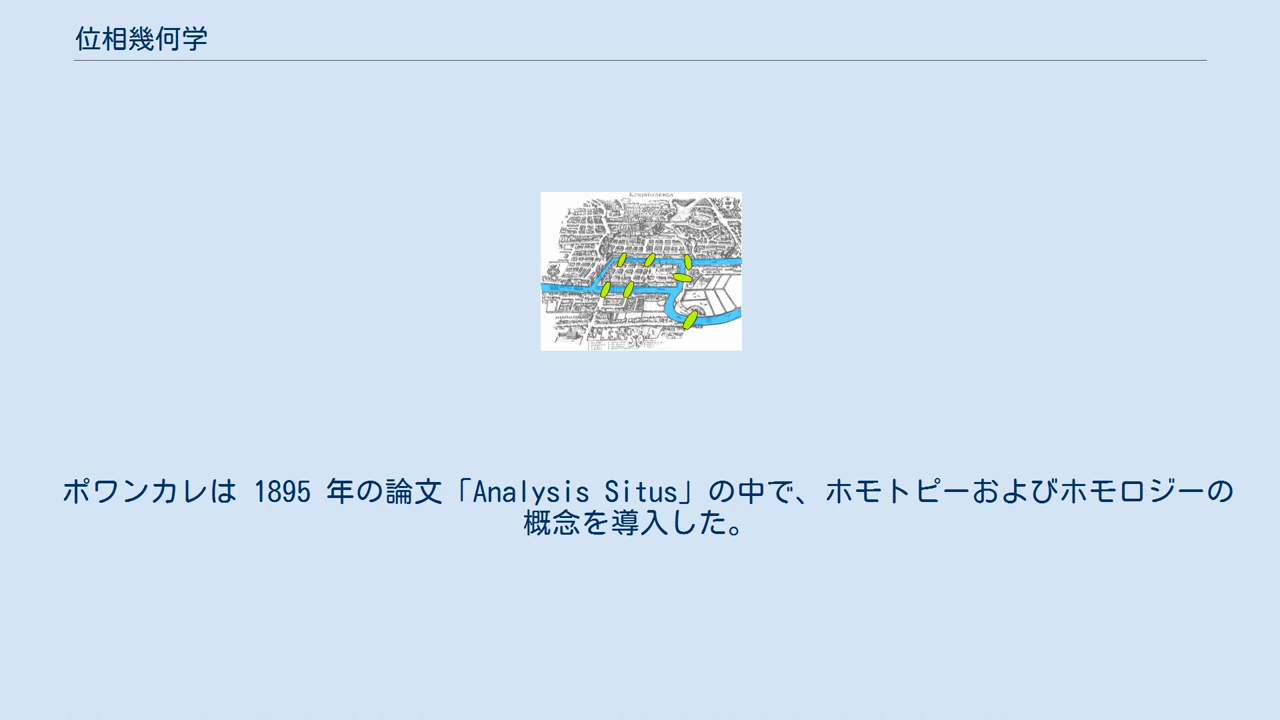 位相幾何学
KONINGSBERGA
ポワンカレは 1895 年の論文「Analysis Situs」の中で、ホモトピーおよびホモロジーの
概念を導入した。